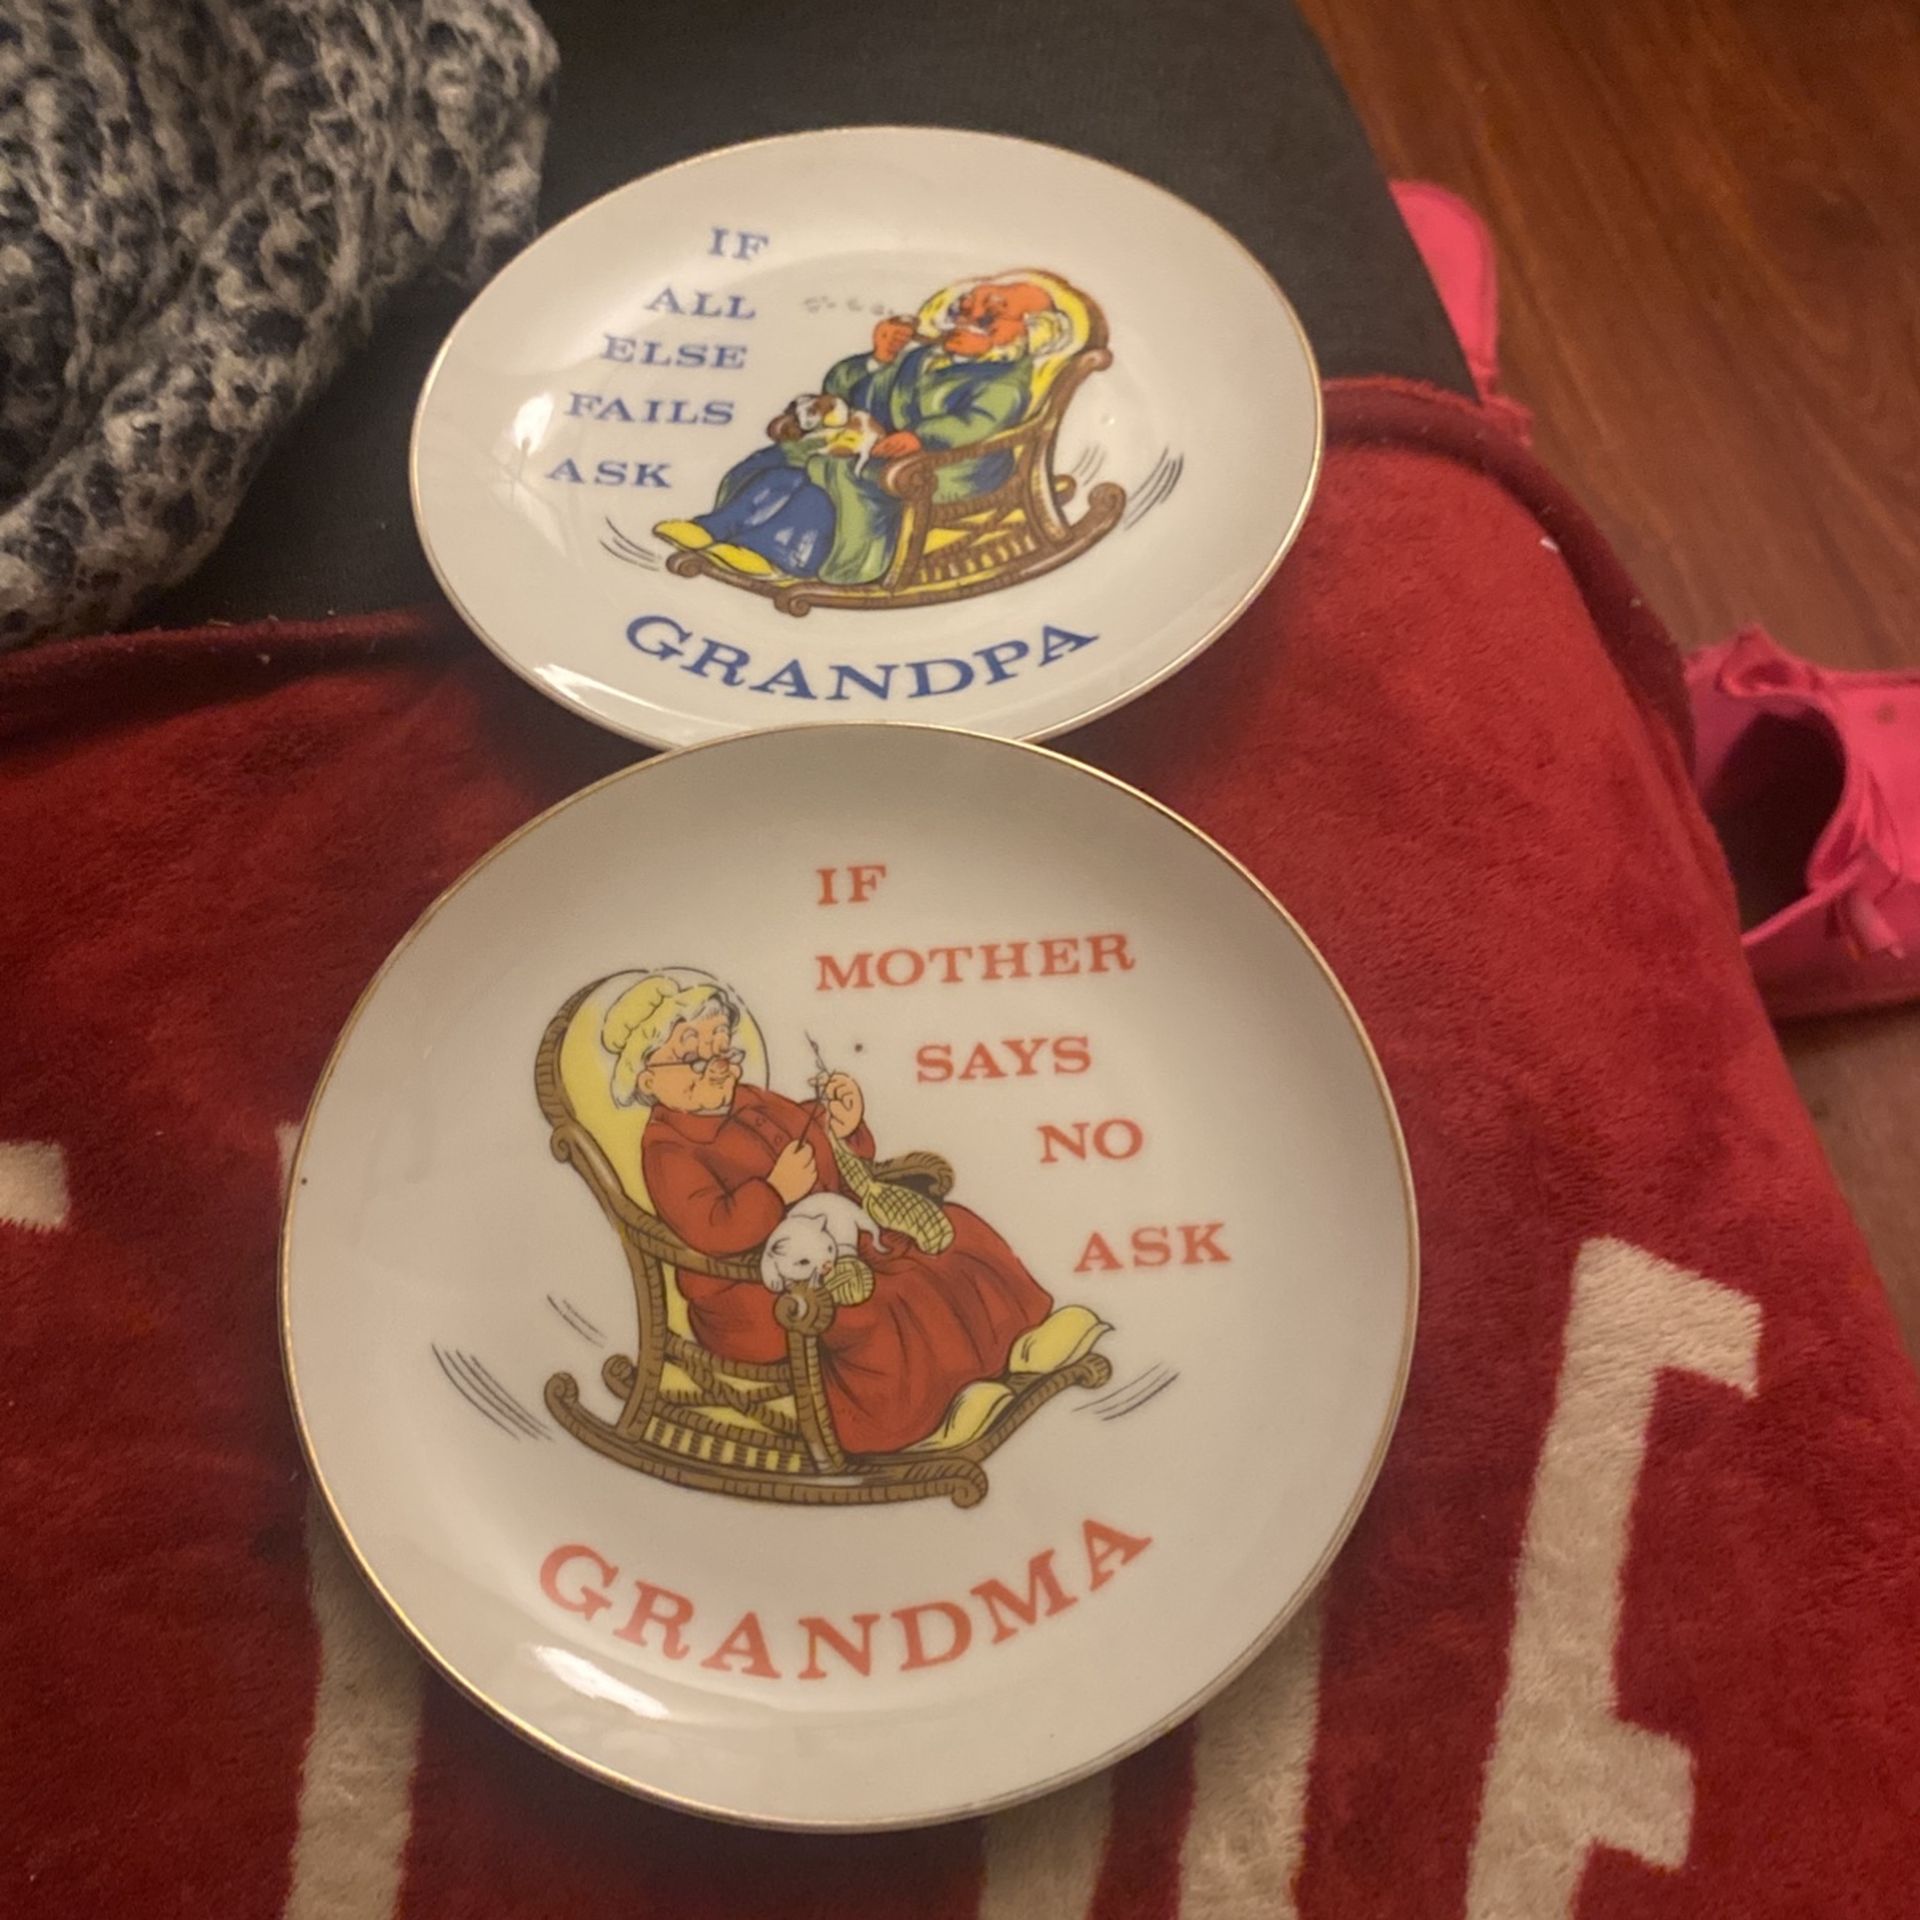 IF
ALL
ELSE
FAILS
ASK
GRANDPA
IF
MOTHER
SAYS
NO
ASK
GRANDMA